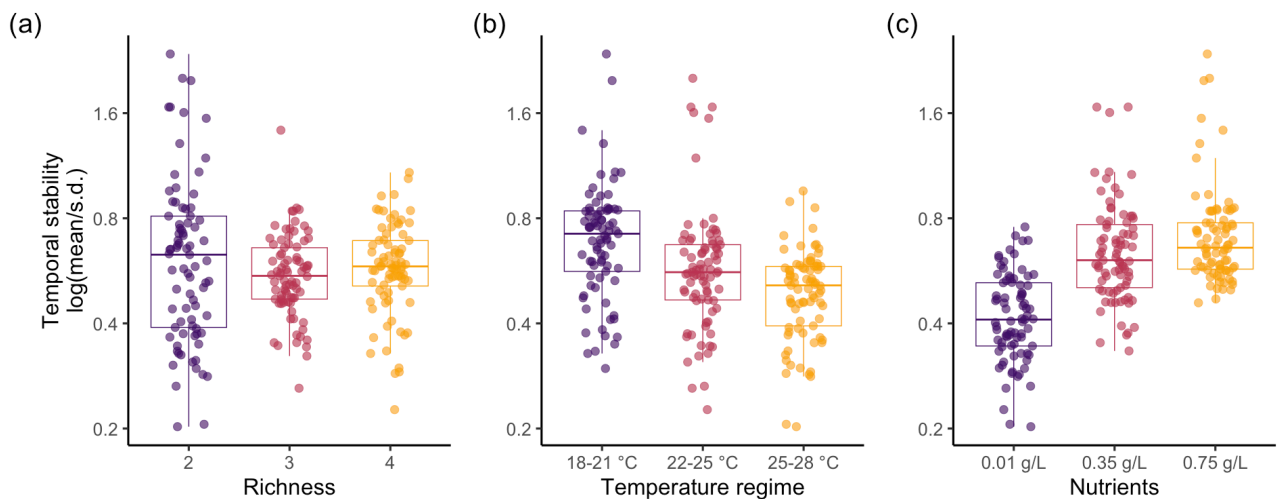 (a)
Temporal stability
log(mean/s.d.)
1.6
0.8
0.4
0.2
2
3
4
Richness
(b)
1.6
0.8
0.4
0.2
18-21 °C
22-25 °C
25-28 °C
Temperature regime
(c)
1.6
0.8
0.4
0.2
0.01 g/L
0.35 g/L
0.75 g/L
Nutrients